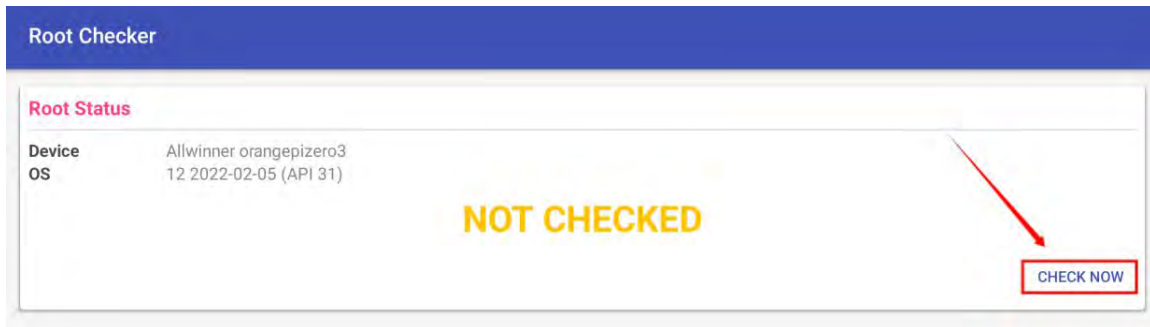 Root Checker
Root Status
Device Allwinner orangepizero3
OS 12 2022-02-05 (API 31)
NOT CHECKED
CHECK NOW